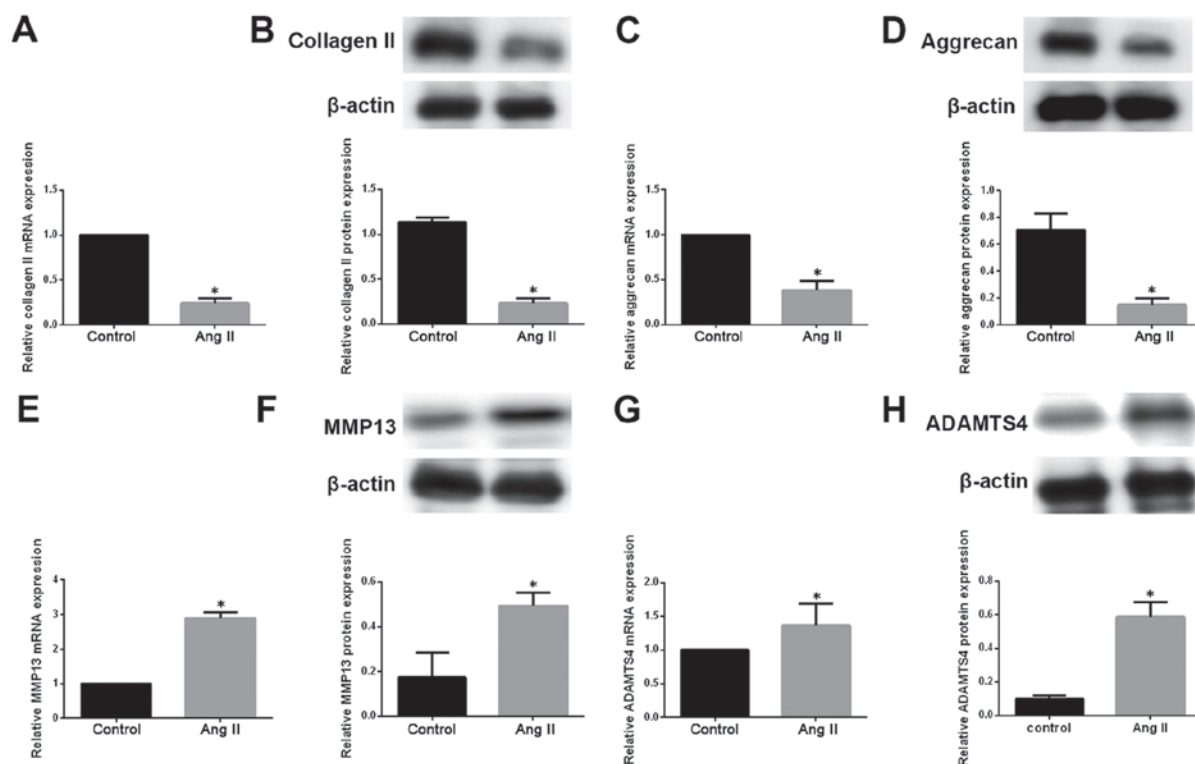 A
B
Collagen II
β-actin
C
D
Aggrecan
β-actin
Relative collagen II mRNA expression
1.5
1.0
0.5
0.0
*
Control
Ang II
Relative collagen II protein expression
1.5
1.0
0.5
0.0
*
Control
Ang II
Relative aggrecan mRNA expression
1.5
1.0
0.5
0.0
*
Control
Ang II
Relative aggrecan protein expression
1.0
0.8
0.6
0.4
0.2
0.0
*
Control
Ang II
E
F
MMP13
β-actin
G
H
ADAMTS4
β-actin
Relative MMP13 mRNA expression
4
3
2
1
0
*
Control
Ang II
Relative MMP13 protein expression
0.6
0.4
0.2
0.0
*
Control
Ang II
Relative ADAMTS4 mRNA expression
2.0
1.5
1.0
0.5
0.0
*
Control
Ang II
Relative ADAMTS4 protein expression
0.8
0.6
0.4
0.2
0.0
*
control
Ang II